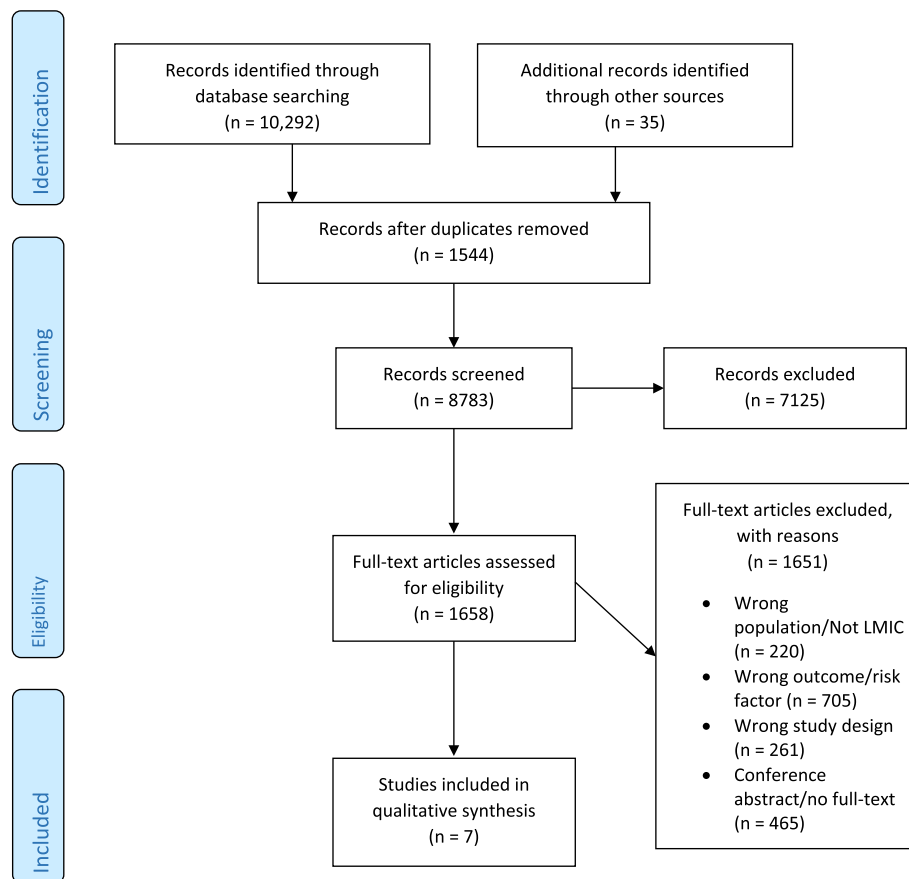 Identification
Records identified through
database searching
(n = 10,292)
Additional records identified
through other sources
(n = 35)
Records after duplicates removed
(n = 1544)
Screening
Records screened
(n = 8783)
Records excluded
(n = 7125)
Eligibility
Full-text articles assessed
for eligibility
(n = 1658)
Full-text articles excluded,
with reasons
(n = 1651)
• Wrong
population/Not LMIC
(n = 220)
• Wrong outcome/risk
factor (n = 705)
• Wrong study design
(n = 261)
• Conference
abstract/no full-text
(n = 465)
Included
Studies included in
qualitative synthesis
(n = 7)